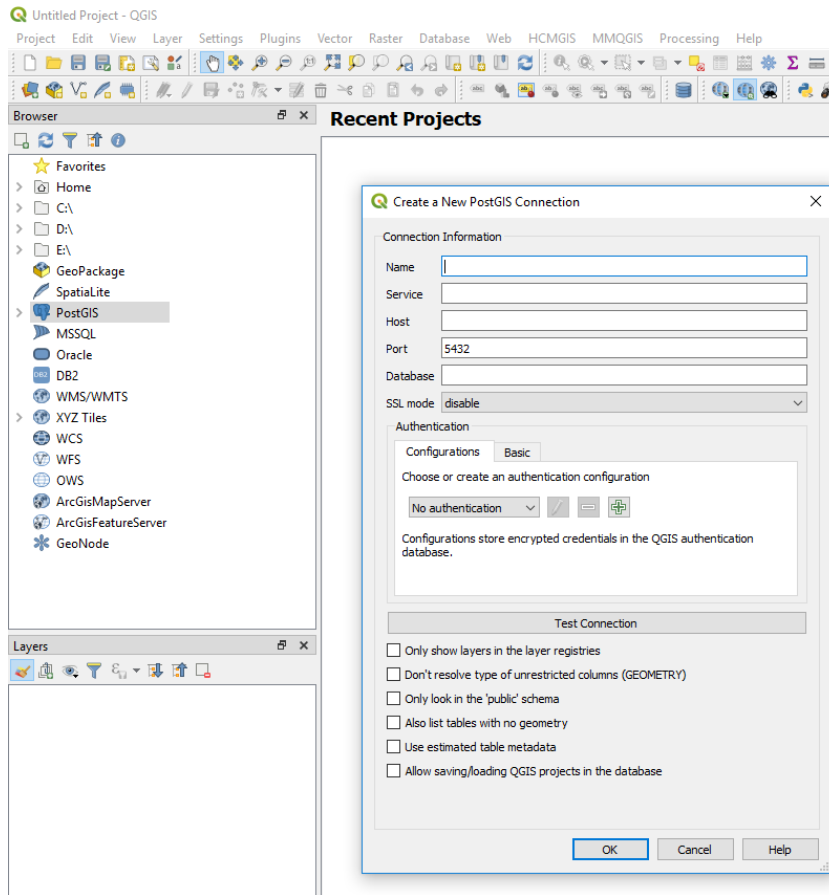 Untitled Project - QGIS
Project Edit View Layer Settings Plugins Vector Raster Database Web HCMGIS MMQGIS Processing Help
Browser
Favorites
Home
C:\
D:\
E:\
GeoPackage
SpatiaLite
PostGIS
MSSQL
Oracle
DB2 DB2
WMS/WMTS
XYZ Tiles
WCS
WFS
OWS
ArcGisMapServer
ArcGisFeatureServer
GeoNode
Layers
Recent Projects
Create a New PostGIS Connection
Connection Information
Name
Service
Host
Port 5432
Database
SSL mode disable
Authentication
Configurations Basic
Choose or create an authentication configuration
No authentication
Configurations store encrypted credentials in the QGIS authentication
database.
Test Connection
Only show layers in the layer registries
Don't resolve type of unrestricted columns (GEOMETRY)
Only look in the 'public' schema
Also list tables with no geometry
Use estimated table metadata
Allow saving/loading QGIS projects in the database
OK Cancel Help